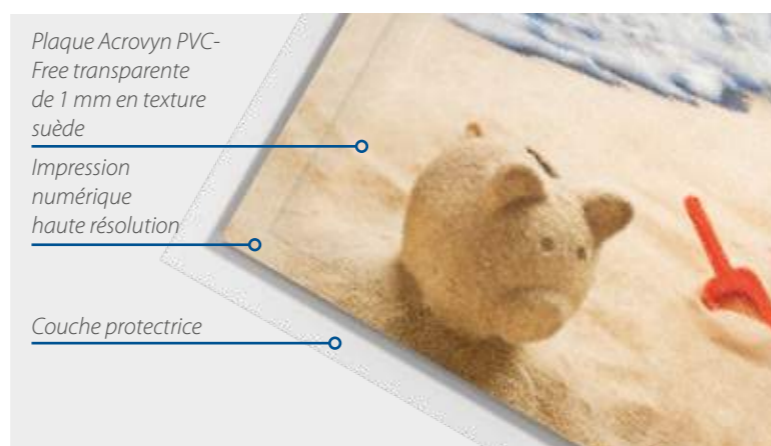 Plaque Acrovyn PVC-
Free transparente
de 1 mm en texture
suède
Impression
numérique
haute résolution
Couche protectrice